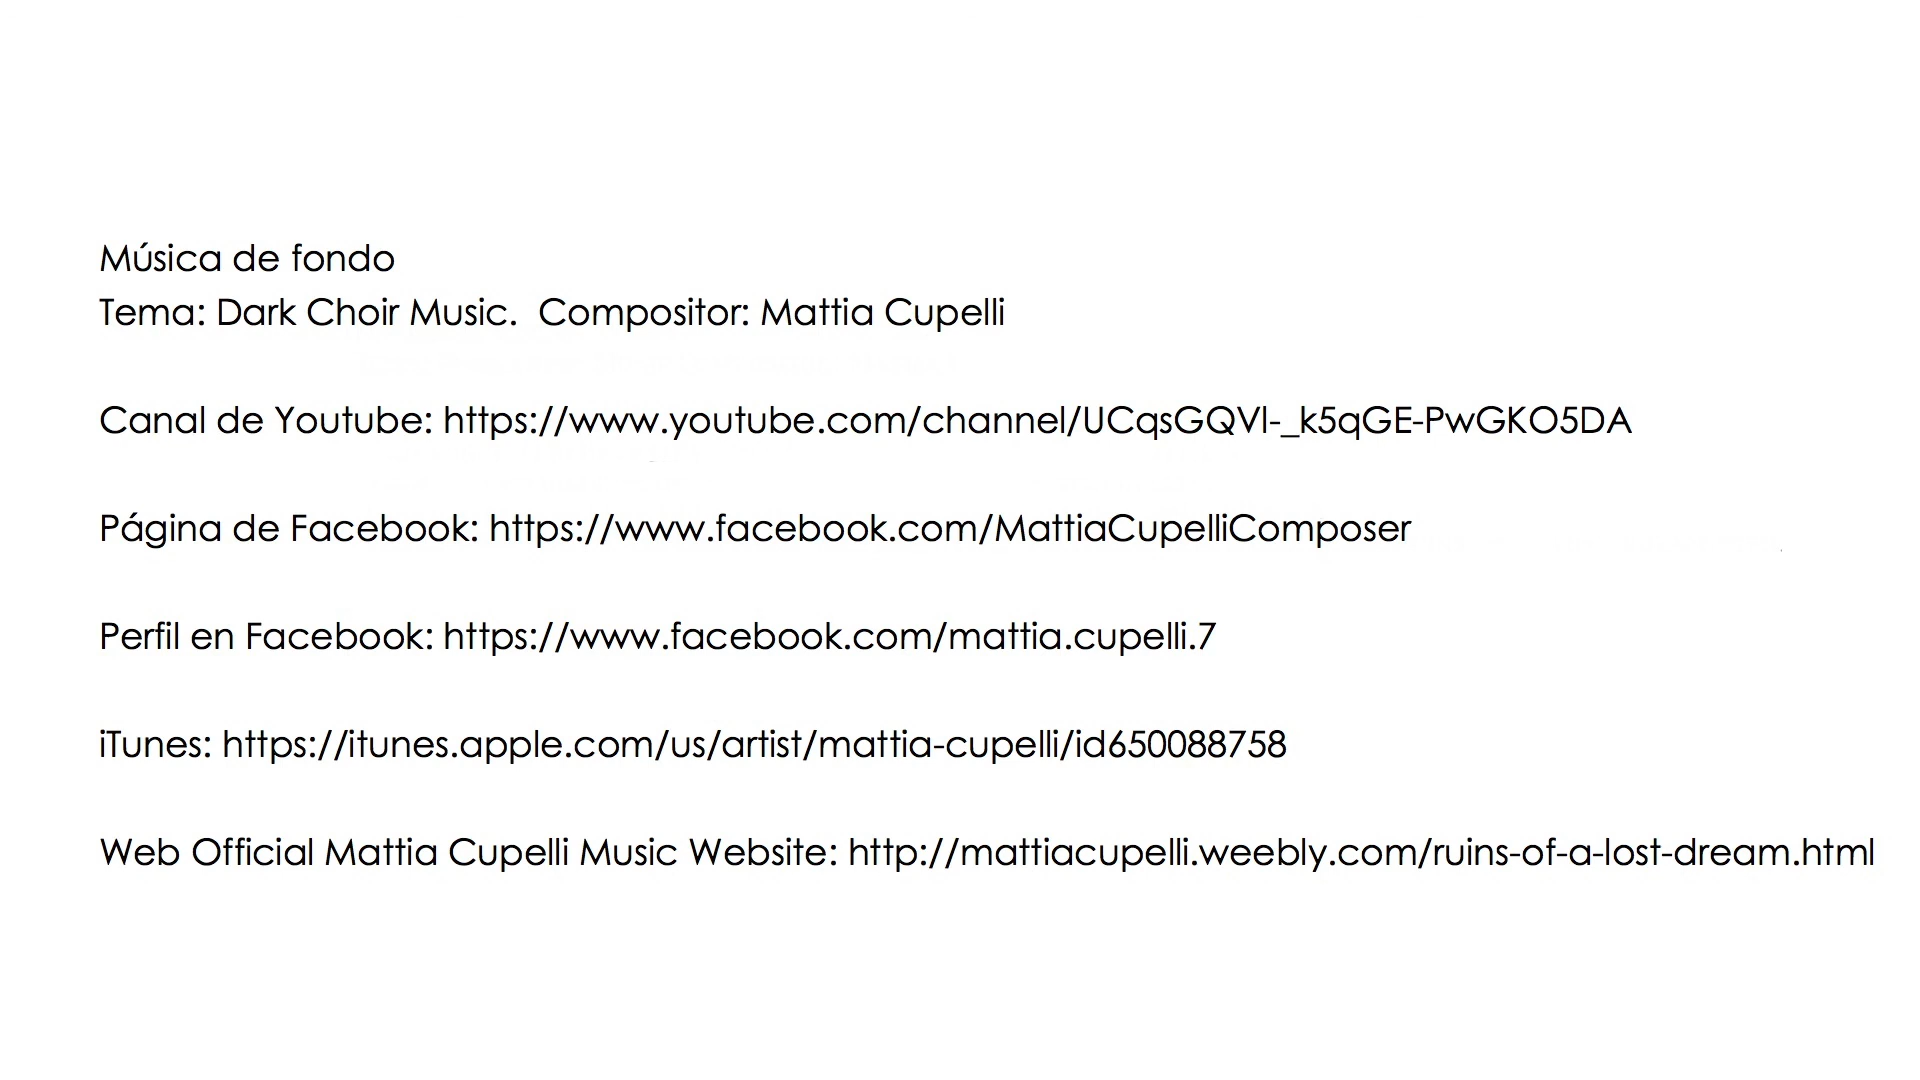 Música de fondo
Tema: Dark Choir Music.  Compositor: Mattia Cupelli
Canal de Youtube: https://www.youtube.com/channel/UCqsGQVl-_k5qGE-PwGKO5DA
Página de Facebook: https://www.facebook.com/MattiaCupelliComposer
Perfil en Facebook: https://www.facebook.com/mattia.cupelli.7
iTunes: https://itunes.apple.com/us/artist/mattia-cupelli/id650088758
Web Official Mattia Cupelli Music Website: http://mattiacupelli.weebly.com/ruins-of-a-lost-dream.html